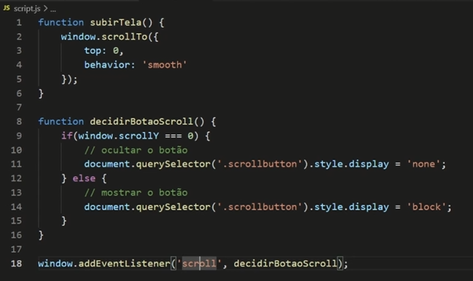 JS script.js > ...
1 function subirTela() {
2     window.scrollTo({
3         top: 0,
4         behavior: 'smooth'
5     });
6 }
7
8 function decidirBotaoScroll() {
9     if(window.scrollY === 0) {
10         // ocultar o botão
11         document.querySelector('.scrollbutton').style.display = 'none';
12     } else {
13         // mostrar o botão
14         document.querySelector('.scrollbutton').style.display = 'block';
15     }
16 }
17
18 window.addEventListener('scroll', decidirBotaoScroll);